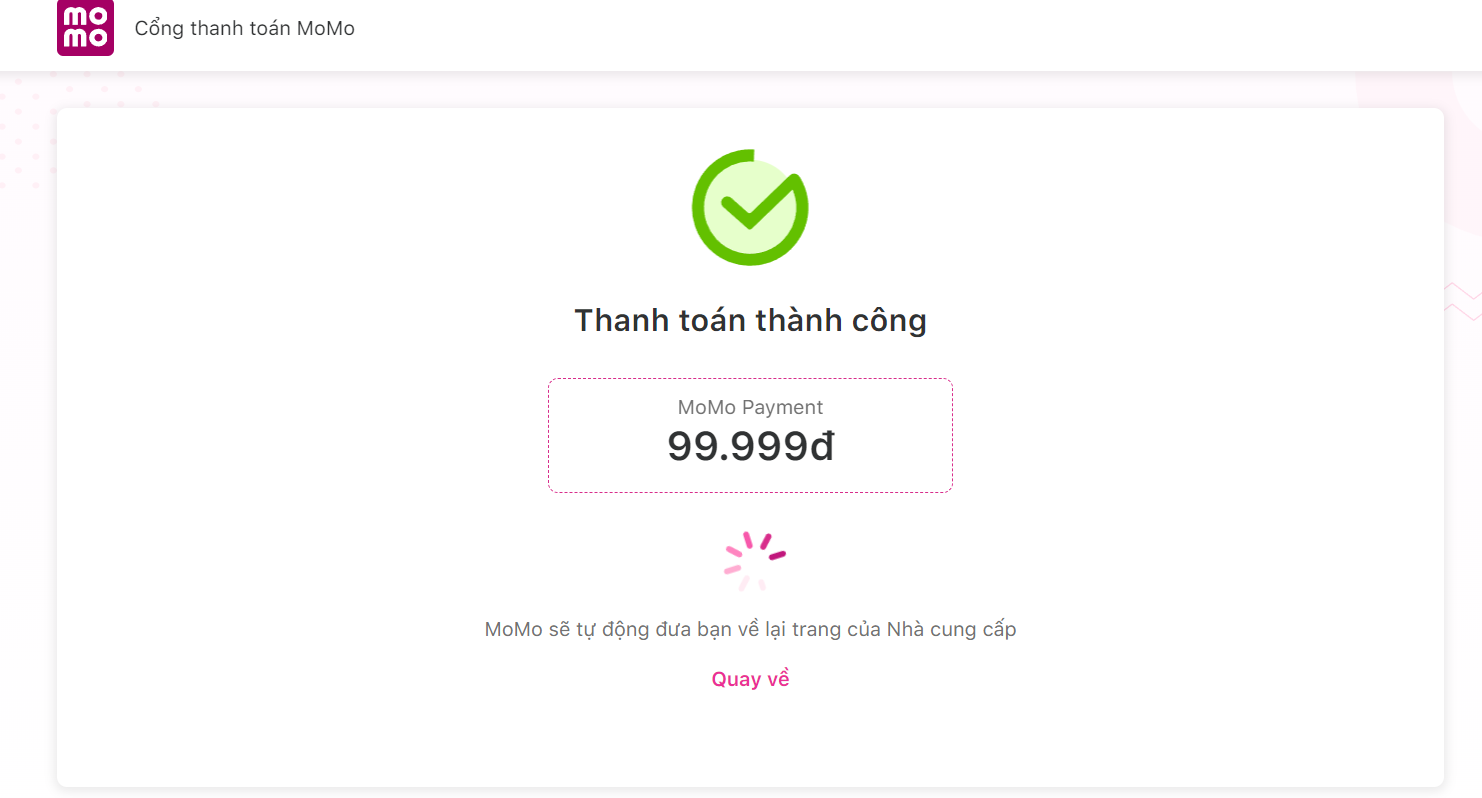 mo
mo
Cổng thanh toán MoMo
Thanh toán thành công
MoMo Payment
99.999đ
MoMo sẽ tự động đưa bạn về lại trang của Nhà cung cấp
Quay về